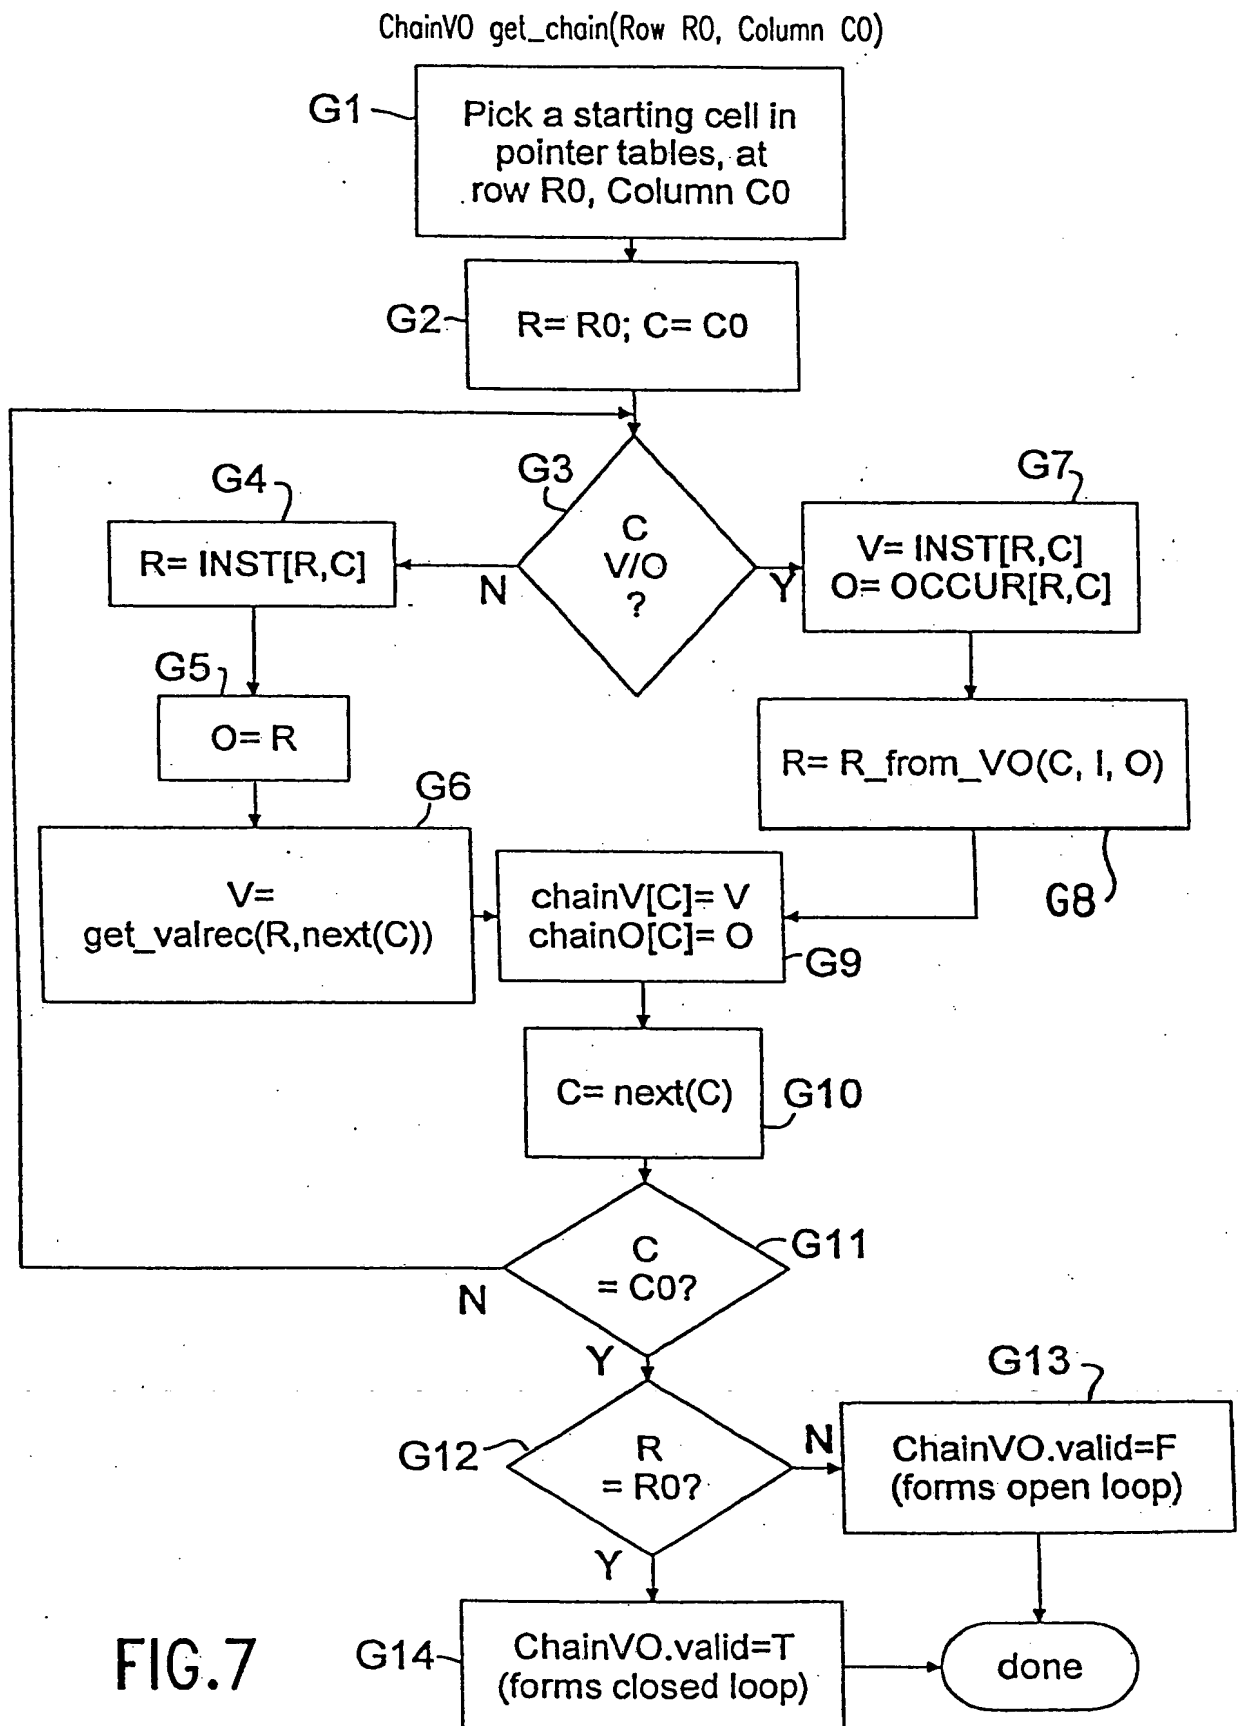 ChainVO get_chain(Row R0, Column C0)
G1
Pick a starting cell in
pointer tables, at
row R0, Column C0
G2
R= R0; C= C0
G3
C
V/O
?
N
Y
G4
R= INST[R,C]
G5
O= R
G6
V=
get_valrec(R,next(C))
G7
V= INST[R,C]
O= OCCUR[R,C]
R= R_from_VO(C, I, O)
G8
chainV[C]= V
chainO[C]= O
G9
C= next(C)
G10
C
= C0?
G11
N
Y
G12
R
= R0?
N
Y
G13
ChainVO.valid=F
(forms open loop)
G14
ChainVO.valid=T
(forms closed loop)
done
FIG.7